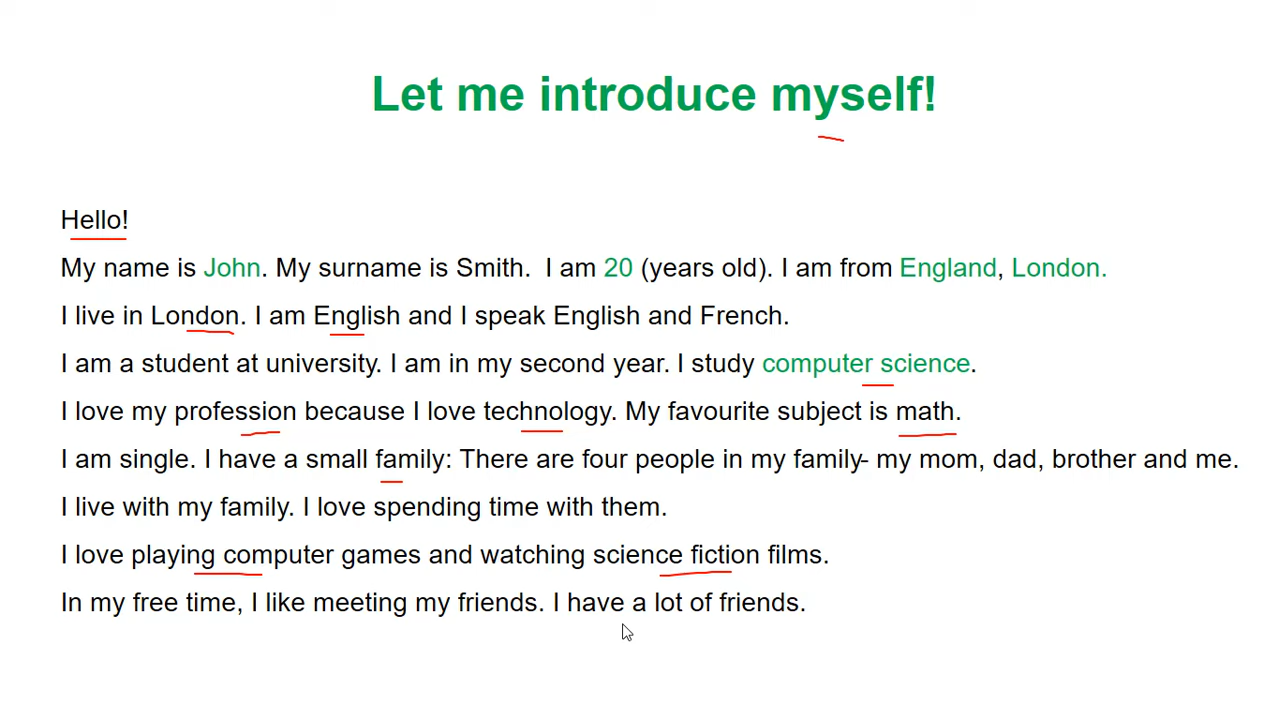 Let me introduce myself!
Hello!
My name is John. My surname is Smith.  I am 20 (years old). I am from England, London.
I live in London. I am English and I speak English and French.
I am a student at university. I am in my second year. I study computer science.
I love my profession because I love technology. My favourite subject is math.
I am single. I have a small family: There are four people in my family- my mom, dad, brother and me.
I live with my family. I love spending time with them.
I love playing computer games and watching science fiction films.
In my free time, I like meeting my friends. I have a lot of friends.